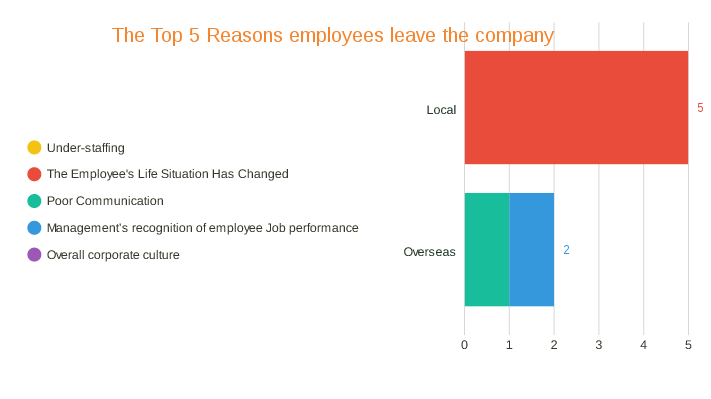 The Top 5 Reasons employees leave the company
Under-staffing
The Employee's Life Situation Has Changed
Poor Communication
Management's recognition of employee Job performance
Overall corporate culture
Local
5
Overseas
2
0 1 2 3 4 5